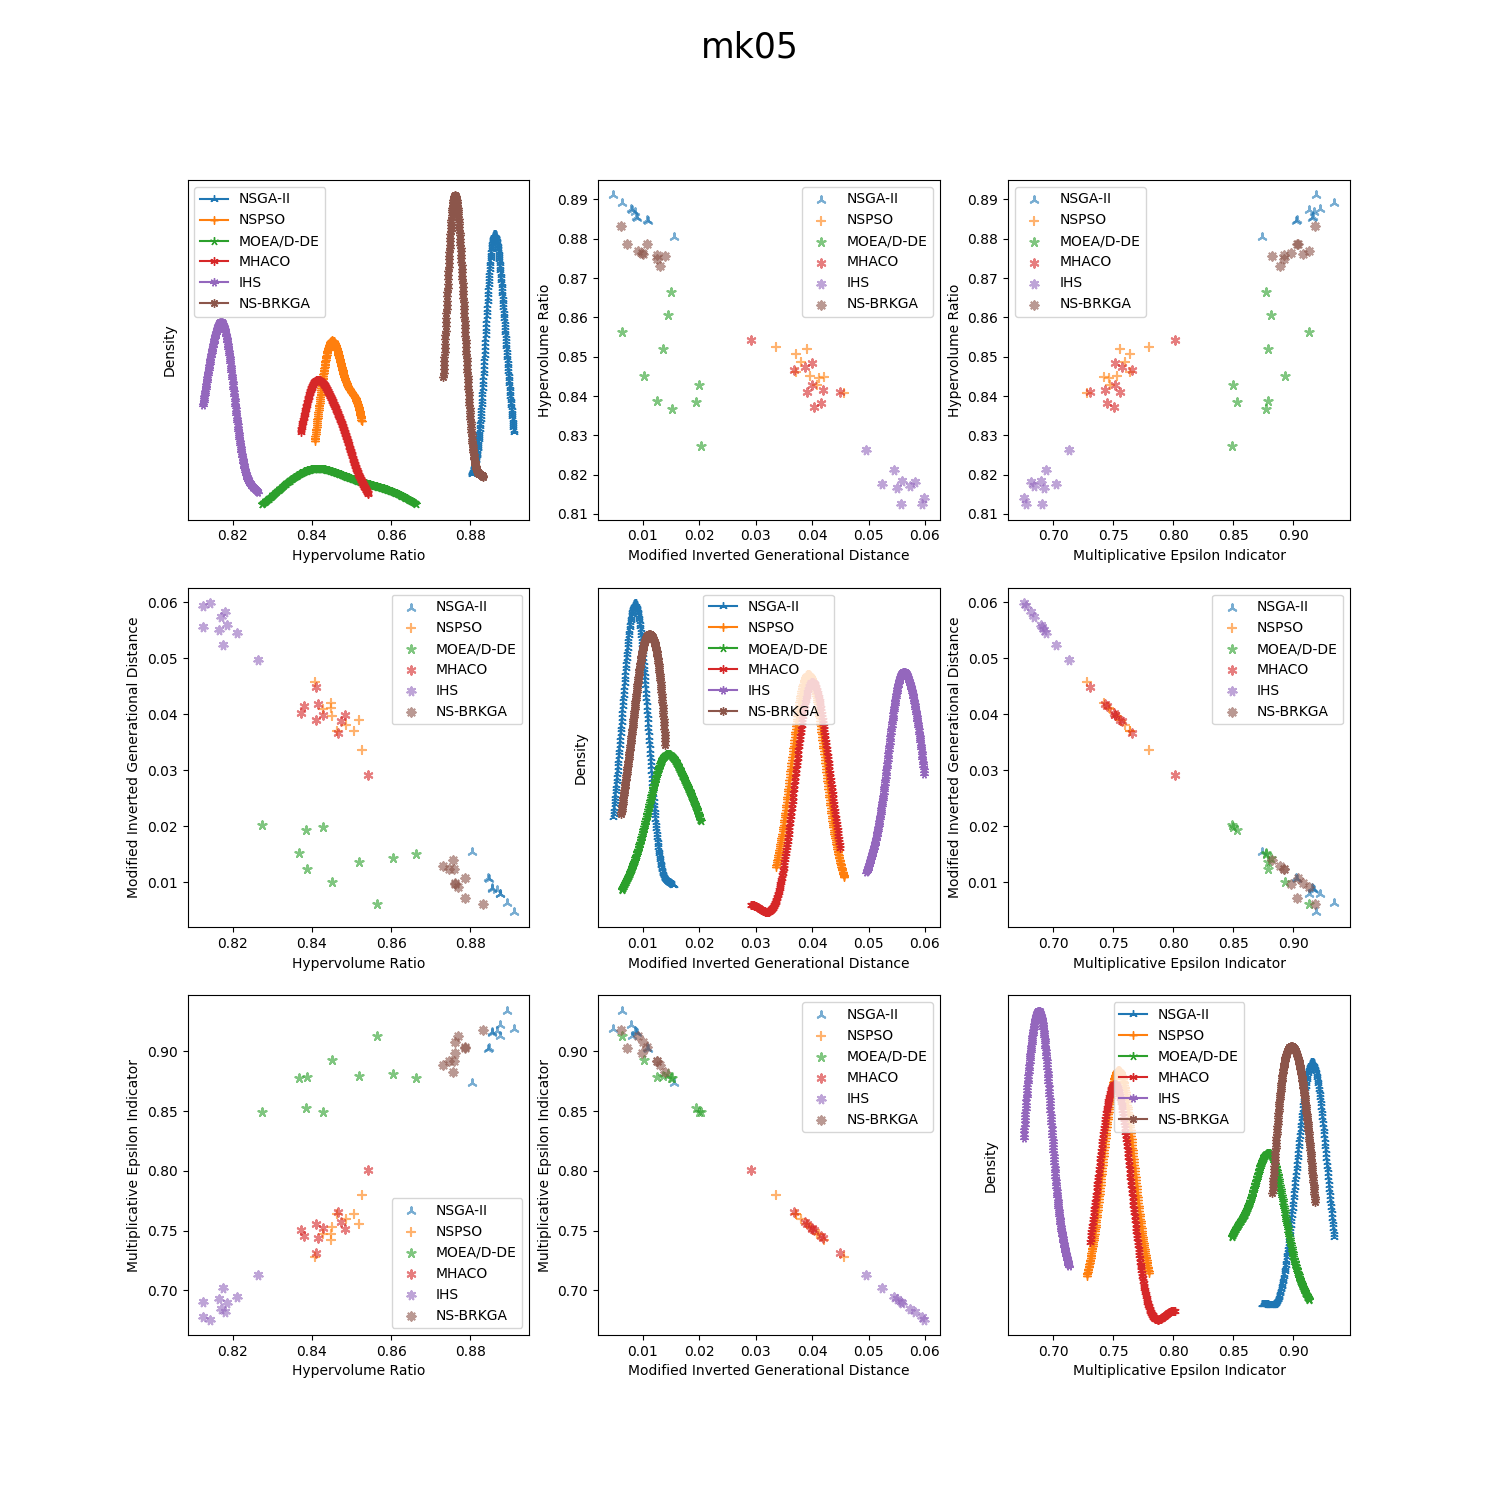 mk05
NSGA-II
NSPSO
MOEA/D-DE
MHACO
IHS
NS-BRKGA
Density
0.82 0.84 0.86 0.88
Hypervolume Ratio
NSGA-II
NSPSO
MOEA/D-DE
MHACO
IHS
NS-BRKGA
Hypervolume Ratio
0.89
0.88
0.87
0.86
0.85
0.84
0.83
0.82
0.81
0.01 0.02 0.03 0.04 0.05 0.06
Modified Inverted Generational Distance
NSGA-II
NSPSO
MOEA/D-DE
MHACO
IHS
NS-BRKGA
Hypervolume Ratio
0.89
0.88
0.87
0.86
0.85
0.84
0.83
0.82
0.81
0.70 0.75 0.80 0.85 0.90
Multiplicative Epsilon Indicator
NSGA-II
NSPSO
MOEA/D-DE
MHACO
IHS
NS-BRKGA
Modified Inverted Generational Distance
0.06
0.05
0.04
0.03
0.02
0.01
0.82 0.84 0.86 0.88
Hypervolume Ratio
NSGA-II
NSPSO
MOEA/D-DE
MHACO
IHS
NS-BRKGA
Density
0.01 0.02 0.03 0.04 0.05 0.06
Modified Inverted Generational Distance
NSGA-II
NSPSO
MOEA/D-DE
MHACO
IHS
NS-BRKGA
Modified Inverted Generational Distance
0.06
0.05
0.04
0.03
0.02
0.01
0.70 0.75 0.80 0.85 0.90
Multiplicative Epsilon Indicator
NSGA-II
NSPSO
MOEA/D-DE
MHACO
IHS
NS-BRKGA
Multiplicative Epsilon Indicator
0.90
0.85
0.80
0.75
0.70
0.82 0.84 0.86 0.88
Hypervolume Ratio
NSGA-II
NSPSO
MOEA/D-DE
MHACO
IHS
NS-BRKGA
Multiplicative Epsilon Indicator
0.90
0.85
0.80
0.75
0.70
0.01 0.02 0.03 0.04 0.05 0.06
Modified Inverted Generational Distance
NSGA-II
NSPSO
MOEA/D-DE
MHACO
IHS
NS-BRKGA
Density
0.70 0.75 0.80 0.85 0.90
Multiplicative Epsilon Indicator